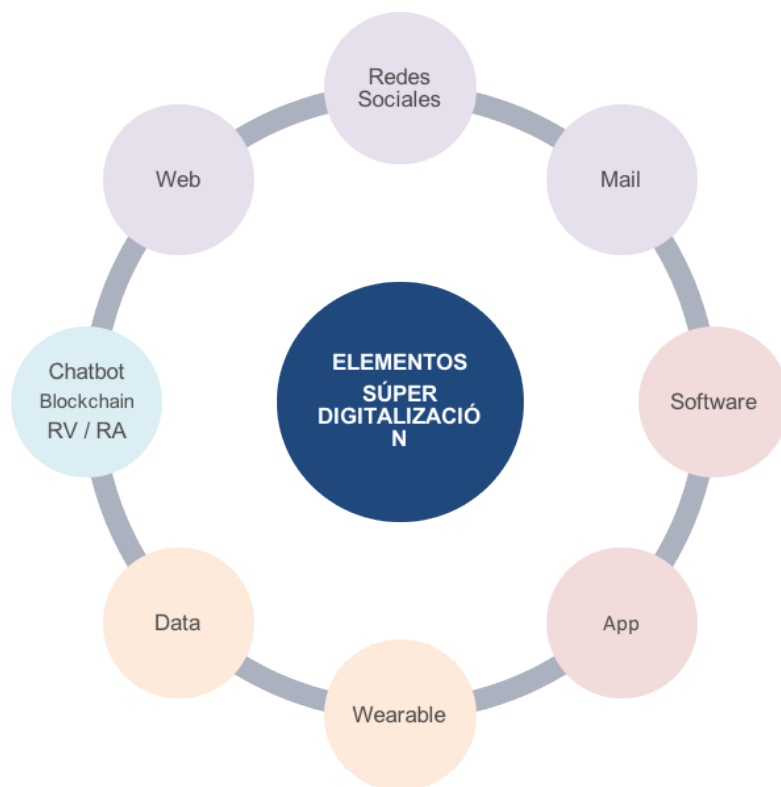 Redes
Sociales
Web
Mail
ELEMENTOS
SÚPER
DIGITALIZACIÓ
N
Chatbot
Blockchain
RV / RA
Software
Data
App
Wearable